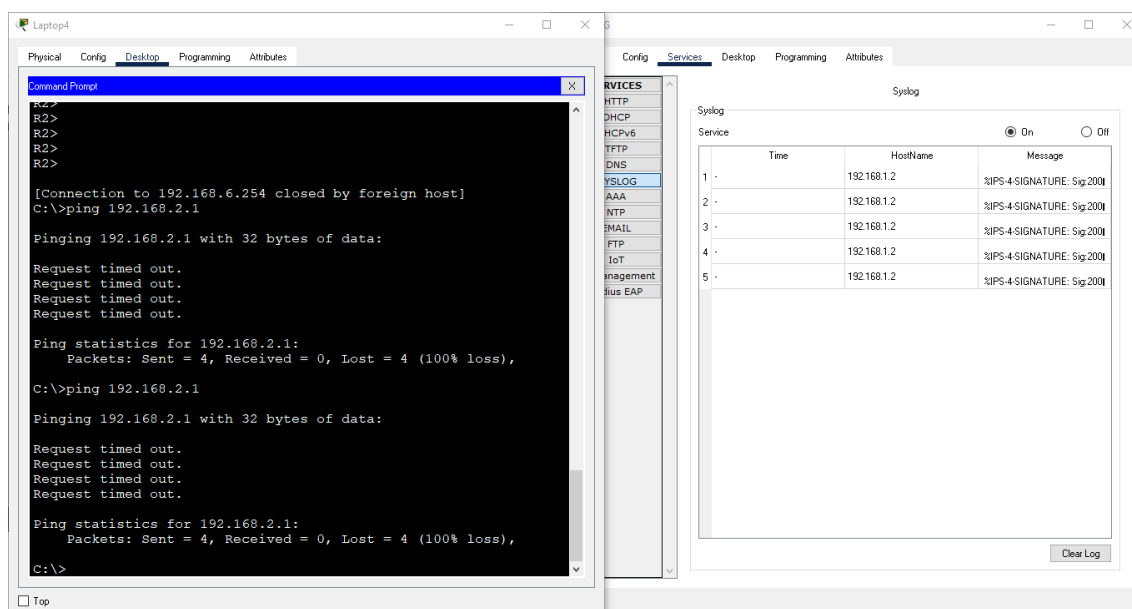 Laptop4
Physical Config Desktop Programming Attributes
Command Prompt
X
R2>
R2>
R2>
R2>
R2>
[Connection to 192.168.6.254 closed by foreign host]
C:\>ping 192.168.2.1
Pinging 192.168.2.1 with 32 bytes of data:
Request timed out.
Request timed out.
Request timed out.
Request timed out.
Ping statistics for 192.168.2.1:
Packets: Sent = 4, Received = 0, Lost = 4 (100% loss),
C:\>ping 192.168.2.1
Pinging 192.168.2.1 with 32 bytes of data:
Request timed out.
Request timed out.
Request timed out.
Request timed out.
Ping statistics for 192.168.2.1:
Packets: Sent = 4, Received = 0, Lost = 4 (100% loss),
C:\>
Top
G
Config Services Desktop Programming Attributes
RVICES
HTTP
DHCP
HCPv6
TFTP
DNS
YSLOG
AAA
NTP
EMAIL
FTP
IoT
anagement
dius EAP
Syslog
Syslog
Service On Off
Time HostName Message
1 - 192.168.1.2 %IPS-4-SIGNATURE: Sig:200
2 - 192.168.1.2 %IPS-4-SIGNATURE: Sig:200
3 - 192.168.1.2 %IPS-4-SIGNATURE: Sig:200
4 - 192.168.1.2 %IPS-4-SIGNATURE: Sig:200
5 - 192.168.1.2 %IPS-4-SIGNATURE: Sig:200
Clear Log